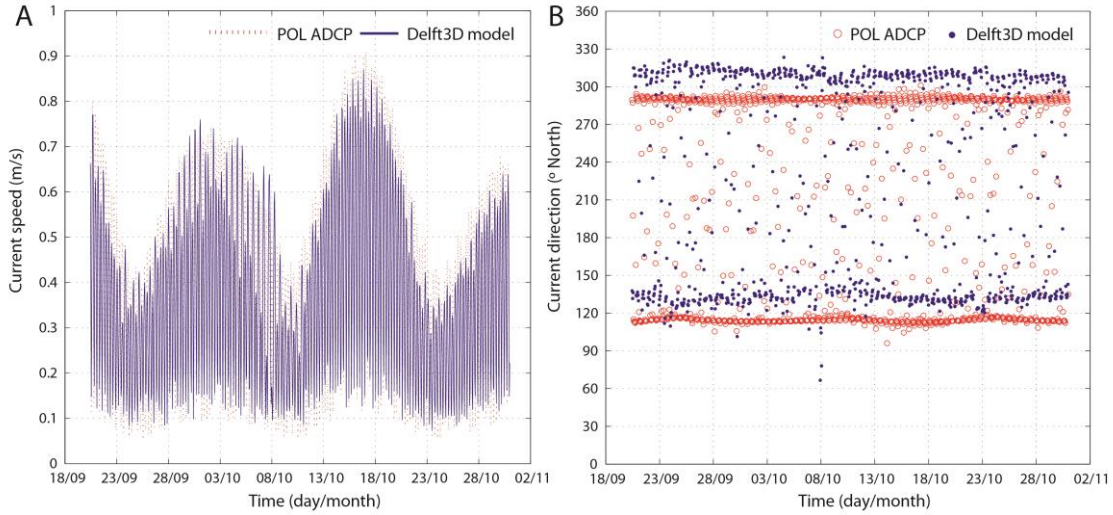 A
POL ADCP
Delft3D model
Current speed (m/s)
1
0.9
0.8
0.7
0.6
0.5
0.4
0.3
0.2
0.1
0
18/09 23/09 28/09 03/10 08/10 13/10 18/10 23/10 28/10 02/11
Time (day/month)
B
POL ADCP
Delft3D model
Current direction (º North)
360
330
300
270
240
210
180
150
120
90
60
30
0
18/09 23/09 28/09 03/10 08/10 13/10 18/10 23/10 28/10 02/11
Time (day/month)